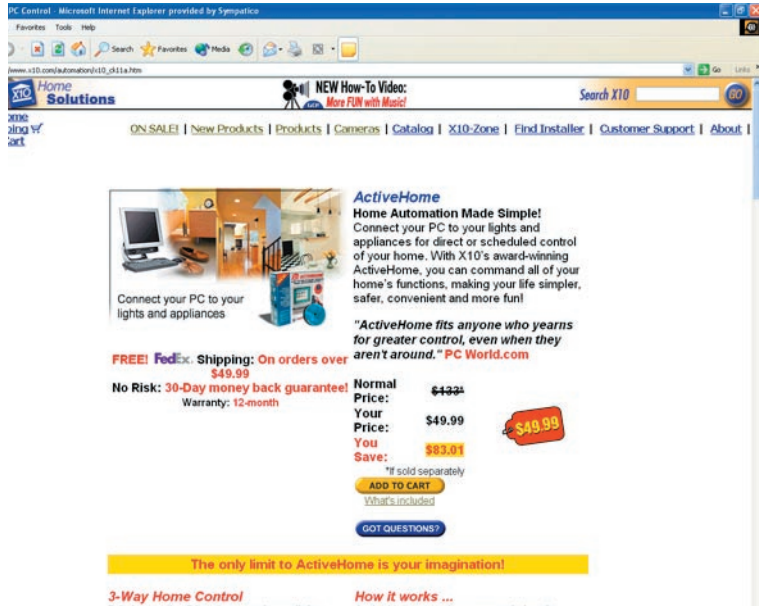 PC Control - Microsoft Internet Explorer provided by Sympatico
Favorites Tools Help
Search Favorites Media
/www.x10.com/automation/x10_ck11a.htm
Go Links
X10 Home Solutions
NEW How-To Video:
GO! More FUN with Music!
Search X10 GO
ON SALE! | New Products | Products | Cameras | Catalog | X10-Zone | Find Installer | Customer Support | About |
ActiveHome
Home Automation Made Simple!
Connect your PC to your lights and
appliances for direct or scheduled control
of your home. With X10's award-winning
ActiveHome, you can command all of your
home's functions, making your life simpler,
safer, convenient and more fun!
Connect your PC to your
lights and appliances
"ActiveHome fits anyone who yearns
for greater control, even when they
aren't around." PC World.com
FREE! FedEx. Shipping: On orders over
$49.99
No Risk: 30-Day money back guarantee!
Warranty: 12-month
Normal
Price: $133*
Your
Price: $49.99
You
Save: $83.01
$49.99
*If sold separately
ADD TO CART
What's included
GOT QUESTIONS?
The only limit to ActiveHome is your imagination!
3-Way Home Control
How it works ...